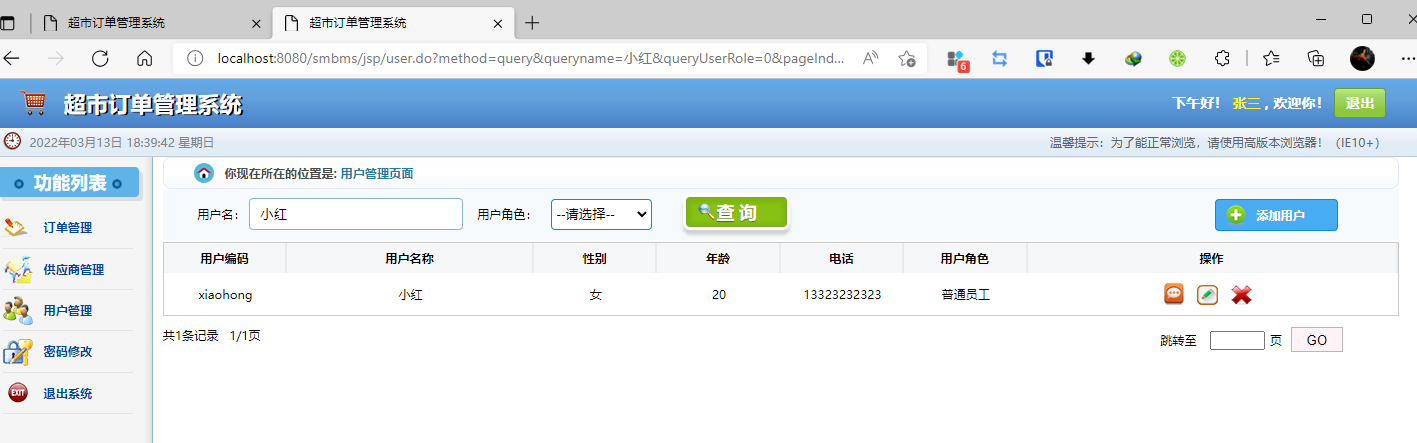 超市订单管理系统 超市订单管理系统
localhost:8080/smbms/jsp/user.do?method=query&queryname=小红&queryUserRole=0&pageInd... 6
超市订单管理系统 下午好! 张三 , 欢迎你! 退出
2022年03月13日 18:39:42 星期日 温馨提示：为了能正常浏览，请使用高版本浏览器！（IE10+）
功能列表
订单管理
供应商管理
用户管理
密码修改
EXIT 退出系统
你现在所在的位置是: 用户管理页面
用户名： 小红 用户角色： --请选择-- 查 询 添加用户
用户编码 用户名称 性别 年龄 电话 用户角色 操作
xiaohong 小红 女 20 13323232323 普通员工
共1条记录 1/1页 跳转至 页 GO